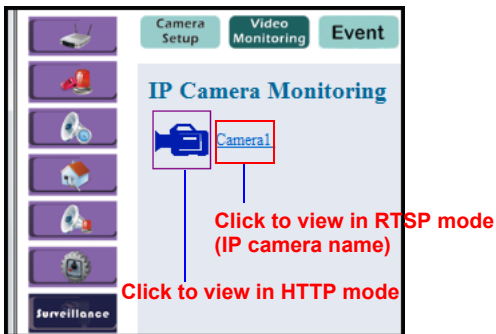 Camera
Setup
Video
Monitoring
Event
IP Camera Monitoring
Camera1
Click to view in RTSP mode
(IP camera name)
Click to view in HTTP mode
Surveillance